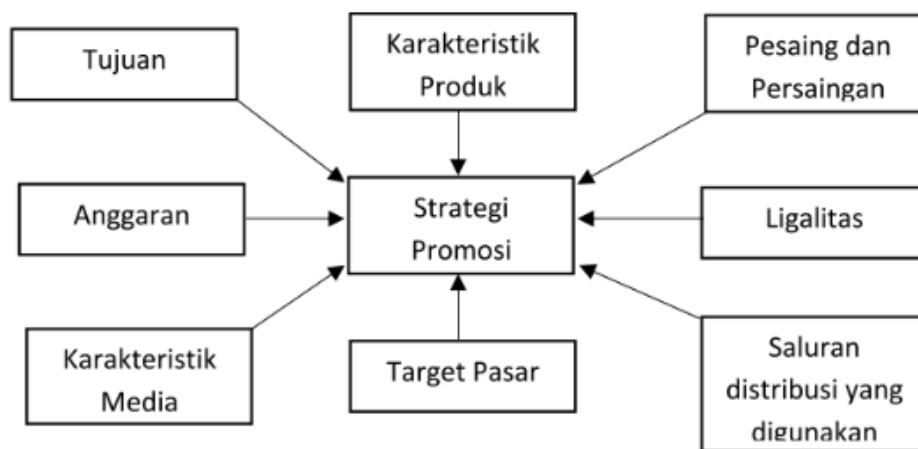 Tujuan
Karakteristik
Produk
Pesaing dan
Persaingan
Anggaran
Strategi
Promosi
Ligalitas
Karakteristik
Media
Target Pasar
Saluran
distribusi yang
digunakan